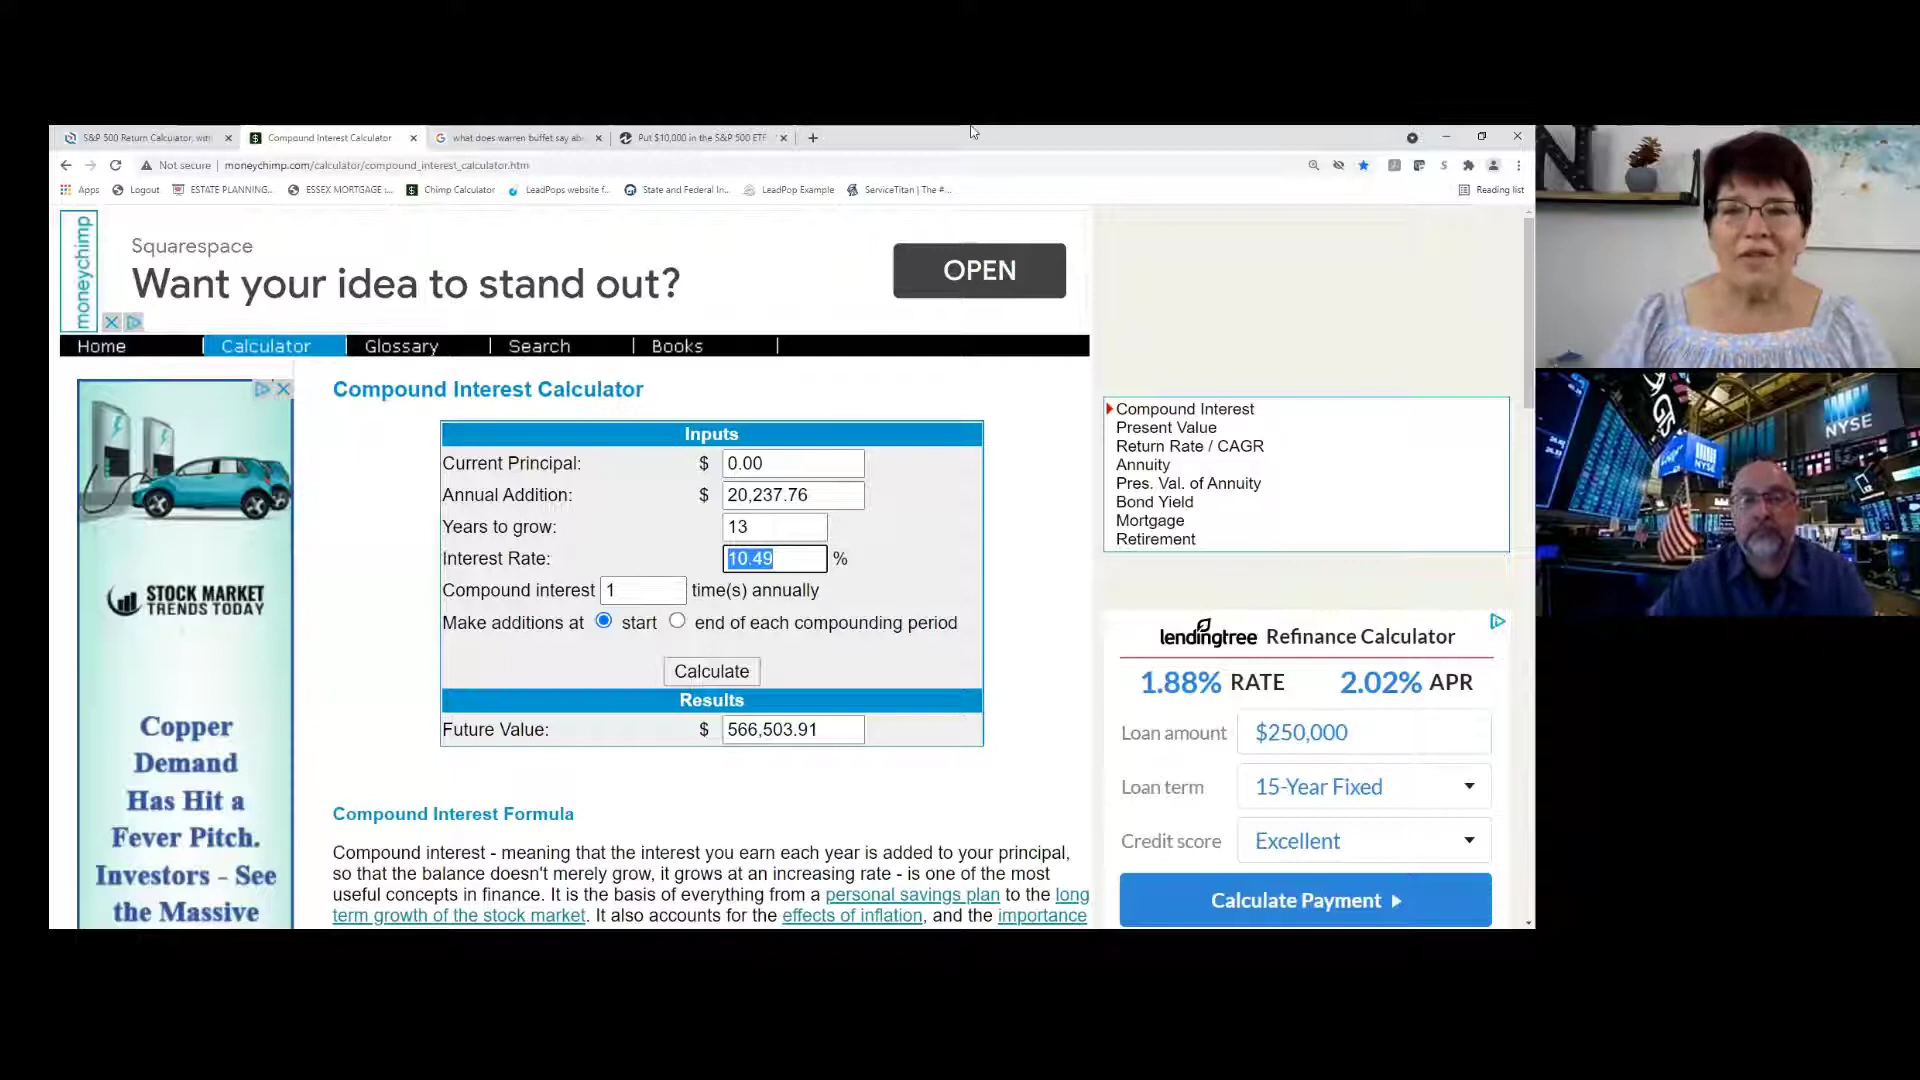 S&P 500 Return Calculator, with
Compound Interest Calculator
what does warren buffet say ab
Put $10,000 in the S&P 500 ETF
Not secure | moneychimp.com/calculator/compound_interest_calculator.htm
Apps
Logout
ESTATE PLANNING...
ESSEX MORTGAGE :...
Chimp Calculator
LeadPops website f...
State and Federal In...
LeadPop Example
ServiceTitan | The #...
Reading list
moneychimp
Squarespace
Want your idea to stand out?
OPEN
Home | Calculator | Glossary | Search | Books |
STOCK MARKET
TRENDS TODAY
Copper
Demand
Has Hit a
Fever Pitch.
Investors - See
the Massive
Compound Interest Calculator
Inputs
Current Principal: $ 0.00
Annual Addition: $ 20,237.76
Years to grow: 13
Interest Rate: 10.49 %
Compound interest 1 time(s) annually
Make additions at start end of each compounding period
Calculate
Results
Future Value: $ 566,503.91
Compound Interest Formula
Compound interest - meaning that the interest you earn each year is added to your principal,
so that the balance doesn't merely grow, it grows at an increasing rate - is one of the most
useful concepts in finance. It is the basis of everything from a personal savings plan to the long
term growth of the stock market. It also accounts for the effects of inflation, and the importance
Compound Interest
Present Value
Return Rate / CAGR
Annuity
Pres. Val. of Annuity
Bond Yield
Mortgage
Retirement
lendingtree Refinance Calculator
1.88% RATE 2.02% APR
Loan amount $250,000
Loan term 15-Year Fixed
Credit score Excellent
Calculate Payment
N
NYSE
NYSE